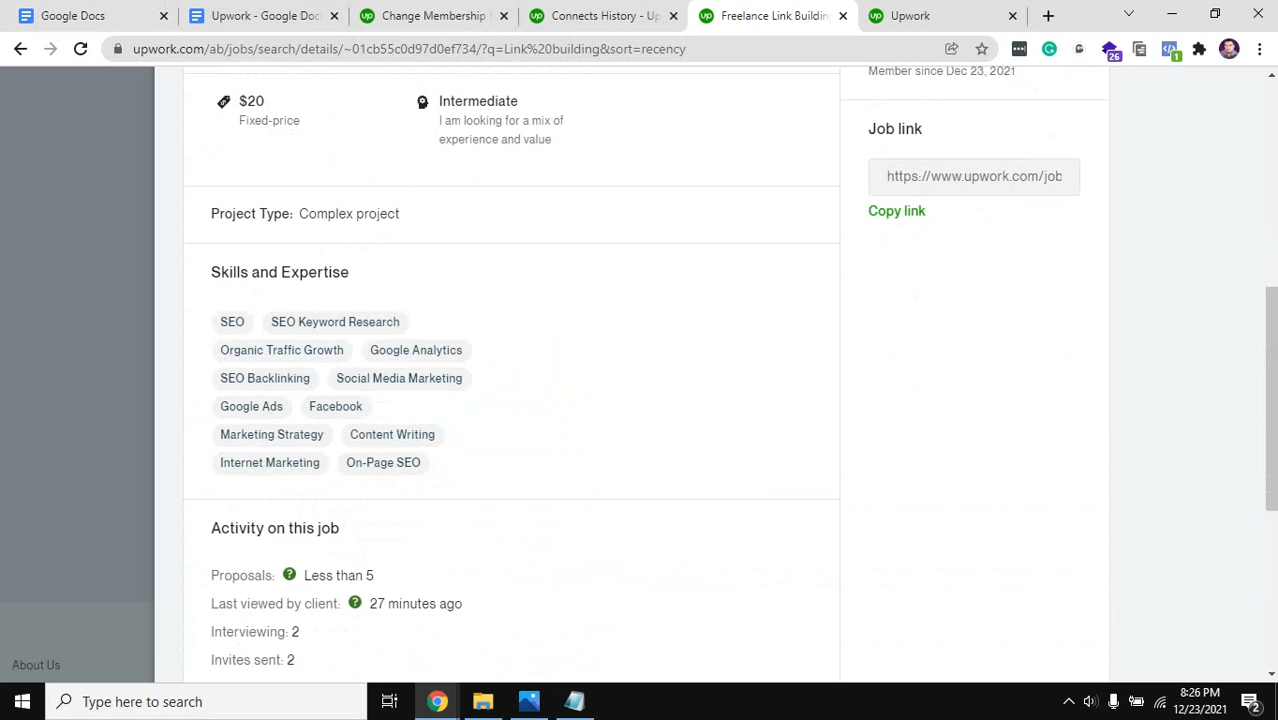 Google Docs
Upwork - Google Docs
Change Membership
Connects History - Up
Freelance Link Building
Upwork
upwork.com/ab/jobs/search/details/~01cb55c0d97d0ef734/?q=Link%20building&sort=recency
26
1
Member since Dec 23, 2021
$20
Fixed-price
Intermediate
I am looking for a mix of
experience and value
Job link
https://www.upwork.com/job
Copy link
Project Type: Complex project
Skills and Expertise
SEO
SEO Keyword Research
Organic Traffic Growth
Google Analytics
SEO Backlinking
Social Media Marketing
Google Ads
Facebook
Marketing Strategy
Content Writing
Internet Marketing
On-Page SEO
Activity on this job
Proposals: ? Less than 5
Last viewed by client: ? 27 minutes ago
Interviewing: 2
Invites sent: 2
About Us
Type here to search
8:26 PM
12/23/2021
2